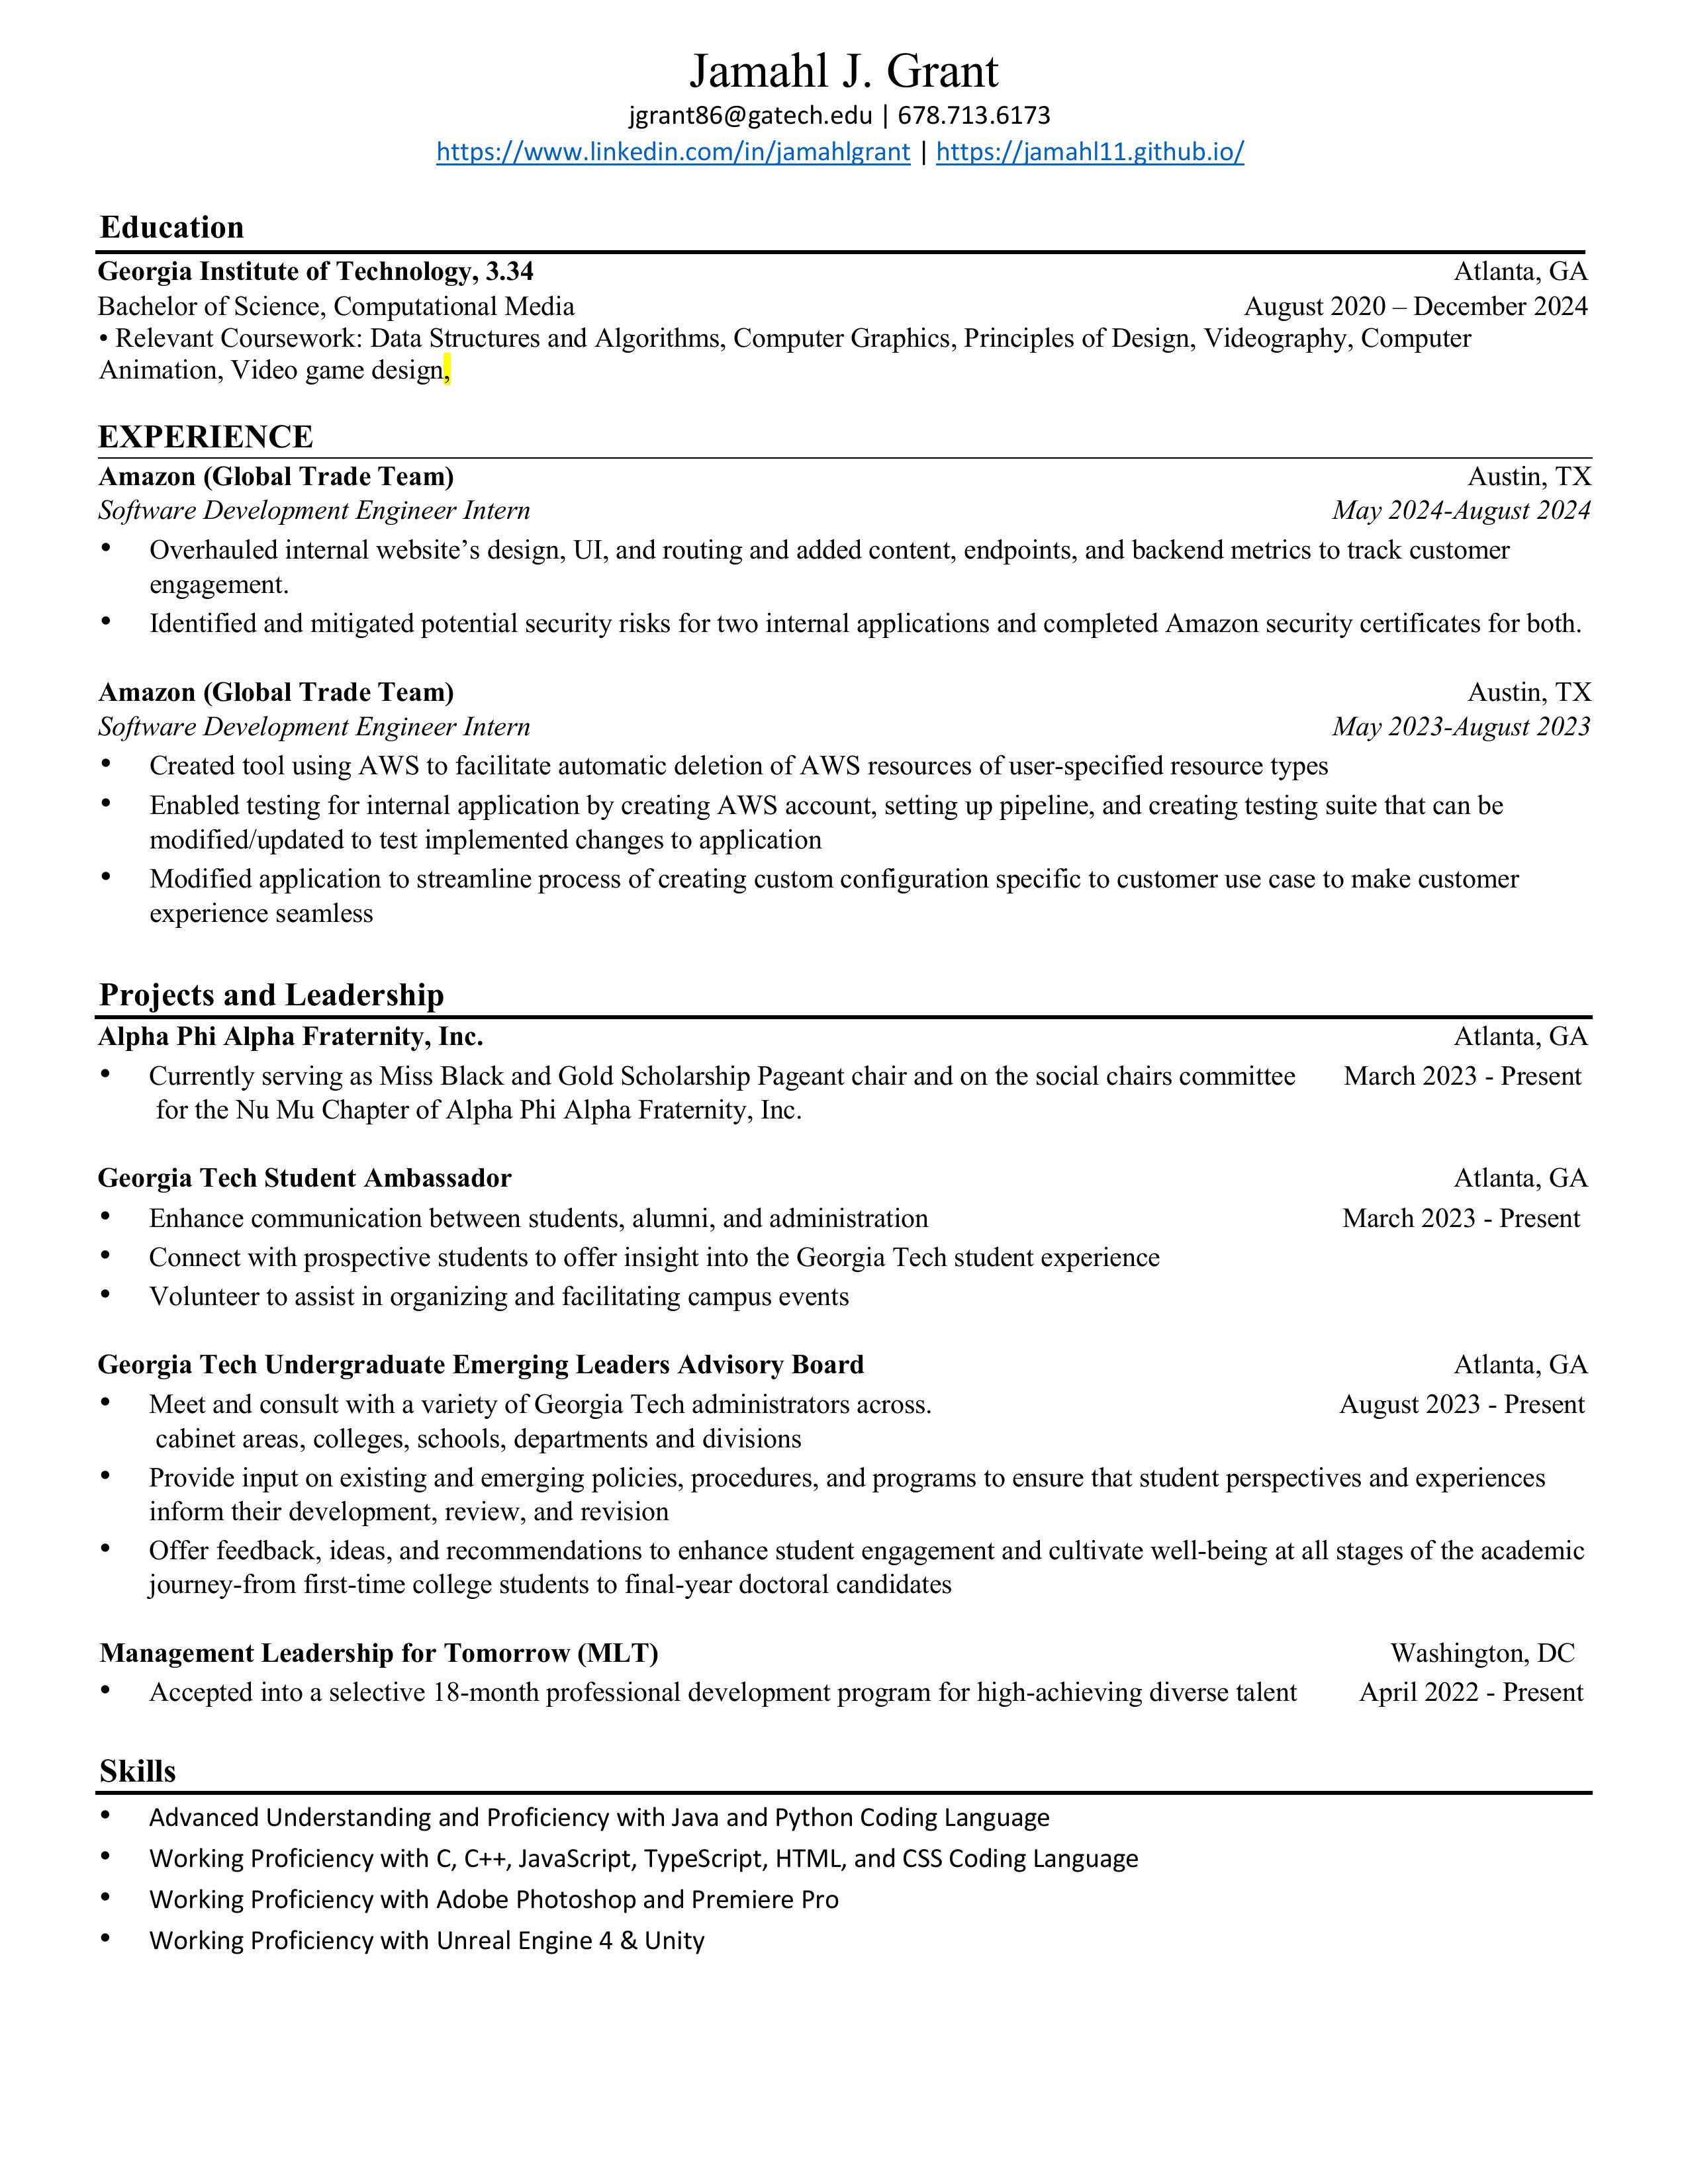 Jamahl J. Grant
jgrant86@gatech.edu | 678.713.6173
https://www.linkedin.com/in/jamahlgrant | https://jamahl11.github.io/
Education
Georgia Institute of Technology, 3.34 Atlanta, GA
Bachelor of Science, Computational Media August 2020 – December 2024
• Relevant Coursework: Data Structures and Algorithms, Computer Graphics, Principles of Design, Videography, Computer
Animation, Video game design,
EXPERIENCE
Amazon (Global Trade Team) Austin, TX
Software Development Engineer Intern May 2024-August 2024
• Overhauled internal website’s design, UI, and routing and added content, endpoints, and backend metrics to track customer
engagement.
• Identified and mitigated potential security risks for two internal applications and completed Amazon security certificates for both.
Amazon (Global Trade Team) Austin, TX
Software Development Engineer Intern May 2023-August 2023
• Created tool using AWS to facilitate automatic deletion of AWS resources of user-specified resource types
• Enabled testing for internal application by creating AWS account, setting up pipeline, and creating testing suite that can be
modified/updated to test implemented changes to application
• Modified application to streamline process of creating custom configuration specific to customer use case to make customer
experience seamless
Projects and Leadership
Alpha Phi Alpha Fraternity, Inc. Atlanta, GA
• Currently serving as Miss Black and Gold Scholarship Pageant chair and on the social chairs committee March 2023 - Present
for the Nu Mu Chapter of Alpha Phi Alpha Fraternity, Inc.
Georgia Tech Student Ambassador Atlanta, GA
• Enhance communication between students, alumni, and administration March 2023 - Present
• Connect with prospective students to offer insight into the Georgia Tech student experience
• Volunteer to assist in organizing and facilitating campus events
Georgia Tech Undergraduate Emerging Leaders Advisory Board Atlanta, GA
• Meet and consult with a variety of Georgia Tech administrators across. August 2023 - Present
cabinet areas, colleges, schools, departments and divisions
• Provide input on existing and emerging policies, procedures, and programs to ensure that student perspectives and experiences
inform their development, review, and revision
• Offer feedback, ideas, and recommendations to enhance student engagement and cultivate well-being at all stages of the academic
journey-from first-time college students to final-year doctoral candidates
Management Leadership for Tomorrow (MLT) Washington, DC
• Accepted into a selective 18-month professional development program for high-achieving diverse talent April 2022 - Present
Skills
• Advanced Understanding and Proficiency with Java and Python Coding Language
• Working Proficiency with C, C++, JavaScript, TypeScript, HTML, and CSS Coding Language
• Working Proficiency with Adobe Photoshop and Premiere Pro
• Working Proficiency with Unreal Engine 4 & Unity